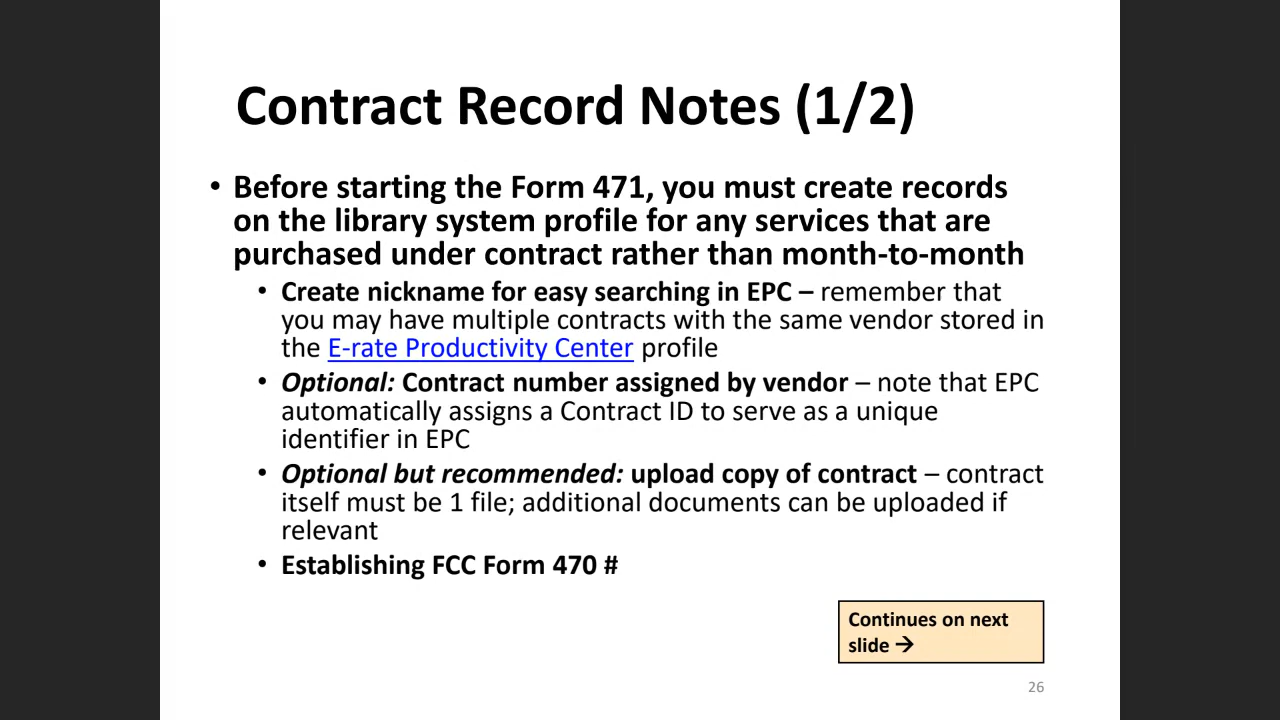 Contract Record Notes (1/2)
• Before starting the Form 471, you must create records
on the library system profile for any services that are
purchased under contract rather than month-to-month
• Create nickname for easy searching in EPC – remember that
you may have multiple contracts with the same vendor stored in
the E-rate Productivity Center profile
• Optional: Contract number assigned by vendor – note that EPC
automatically assigns a Contract ID to serve as a unique
identifier in EPC
• Optional but recommended: upload copy of contract – contract
itself must be 1 file; additional documents can be uploaded if
relevant
• Establishing FCC Form 470 #
Continues on next
slide →
26